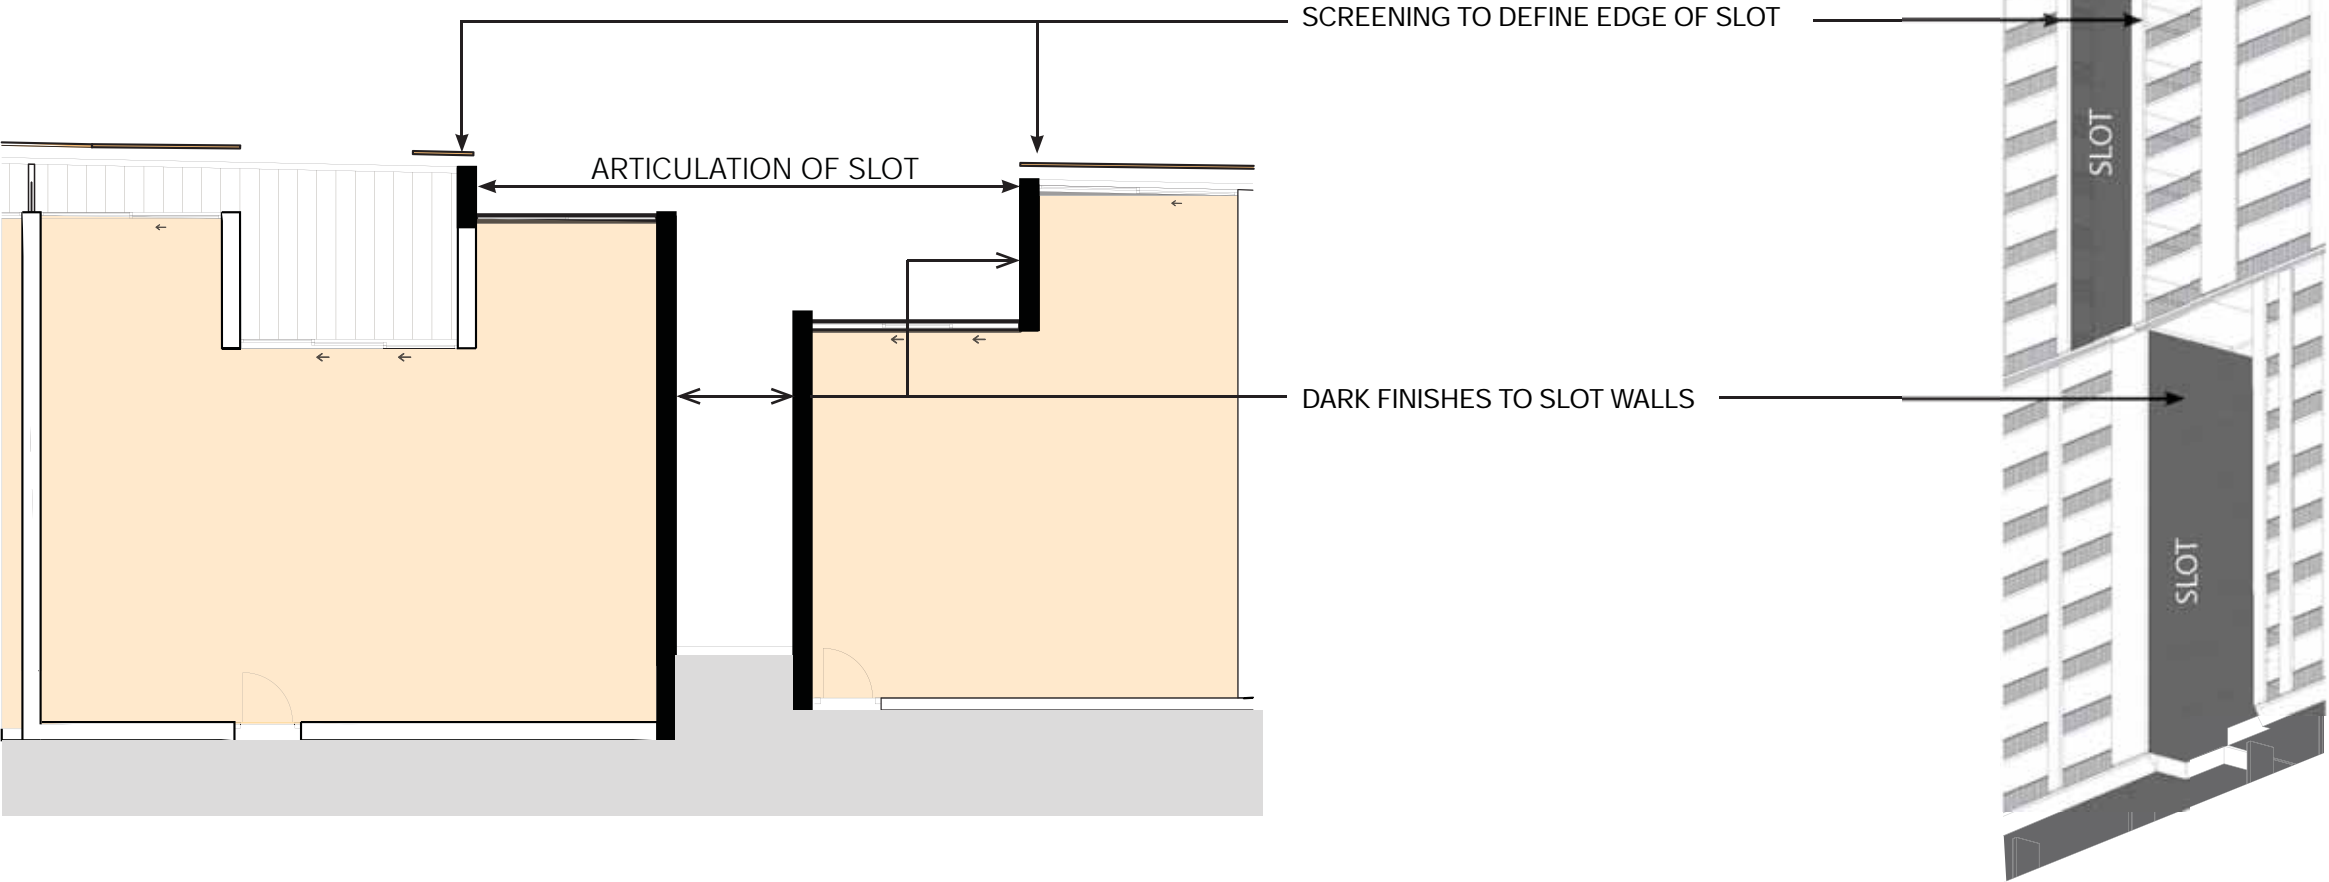 SCREENING TO DEFINE EDGE OF SLOT
ARTICULATION OF SLOT
SLOT
DARK FINISHES TO SLOT WALLS
SLOT